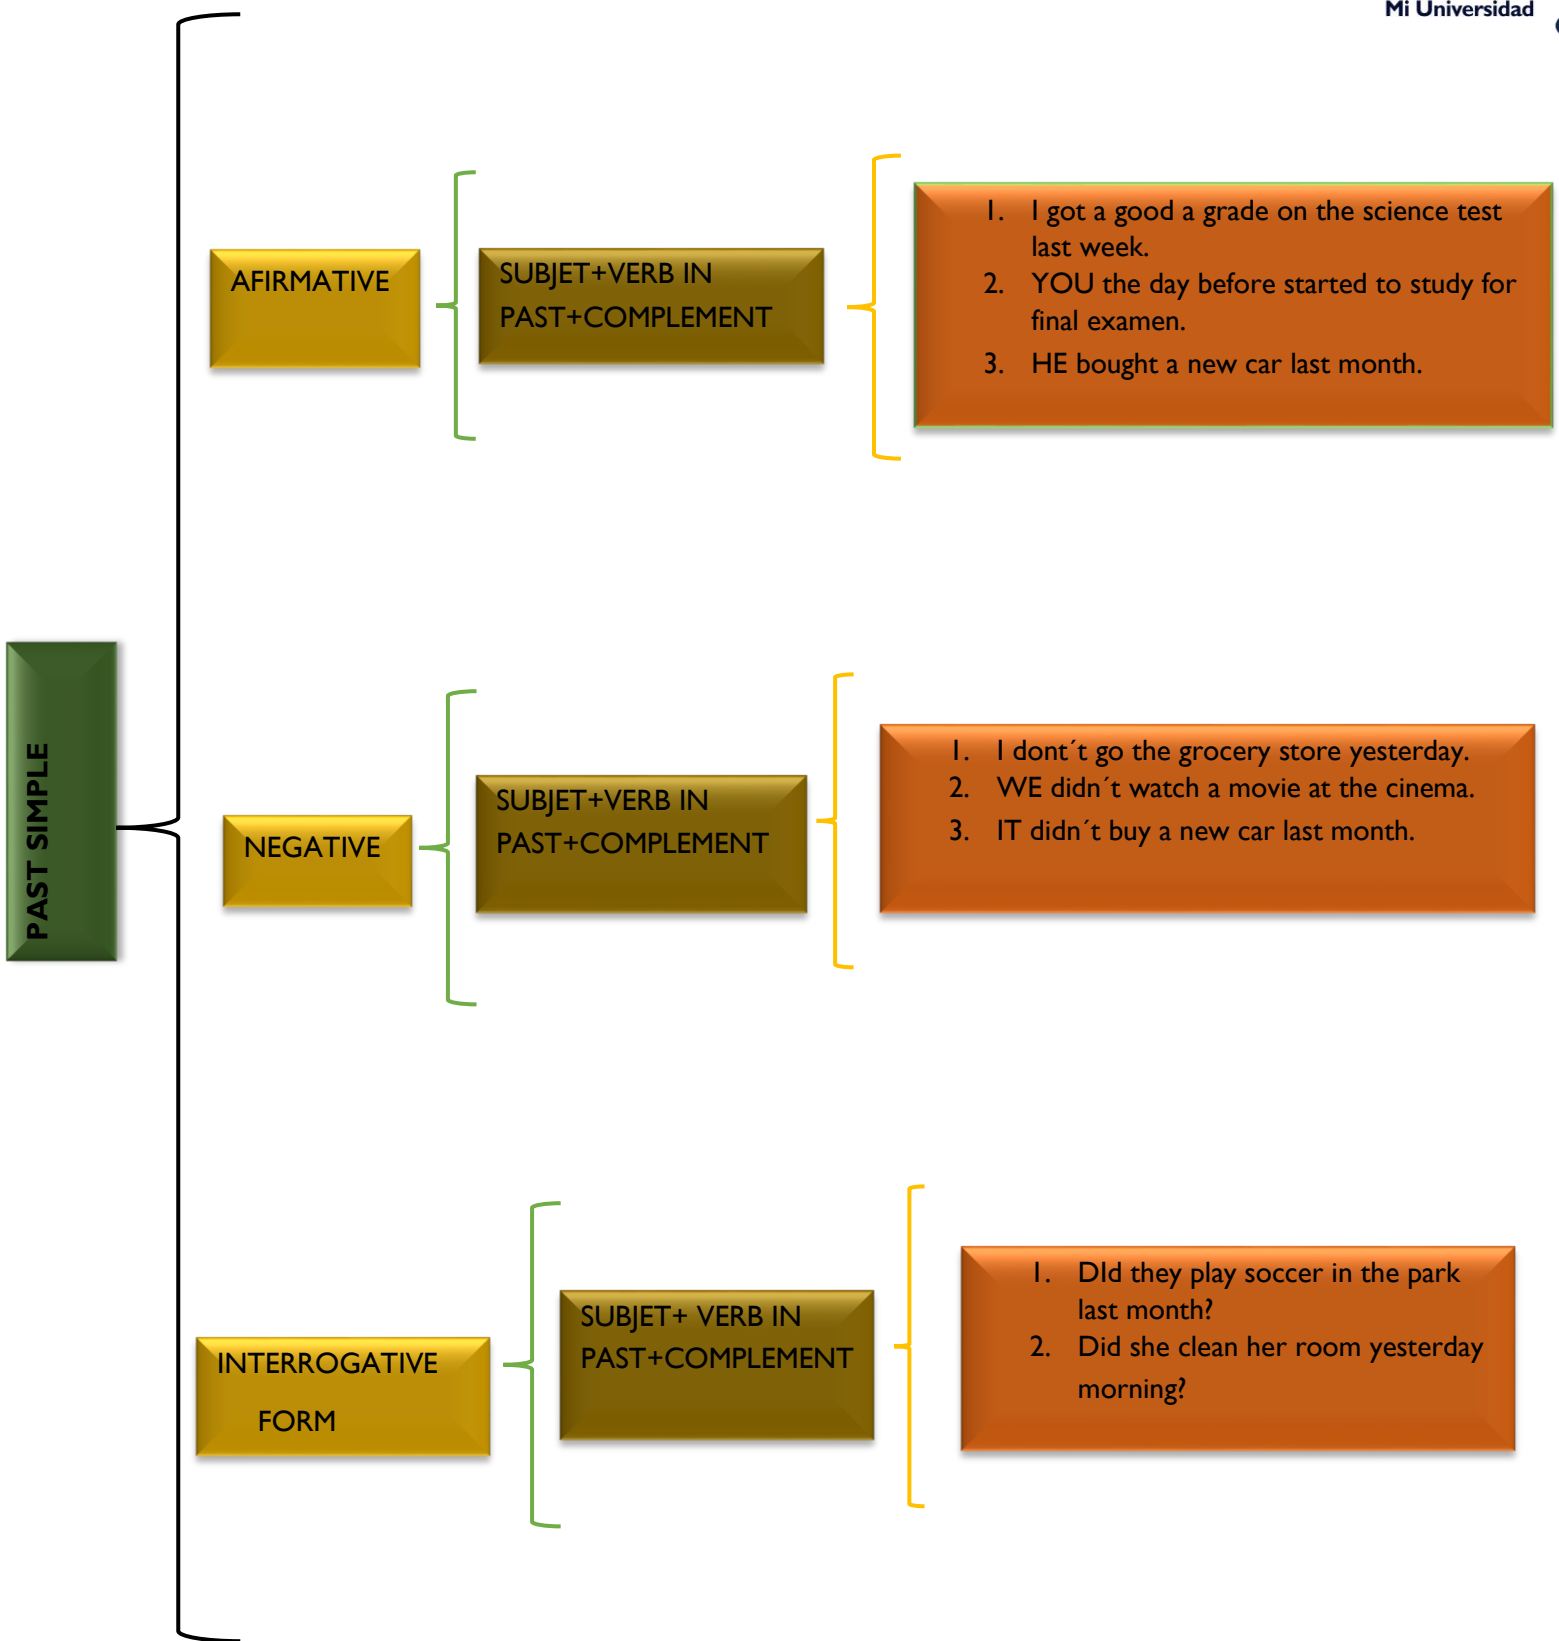 Mi Universidad
PAST SIMPLE
AFIRMATIVE
SUBJET+VERB IN
PAST+COMPLEMENT
1. I got a good a grade on the science test
last week.
2. YOU the day before started to study for
final examen.
3. HE bought a new car last month.
NEGATIVE
SUBJET+VERB IN
PAST+COMPLEMENT
1. I dont´t go the grocery store yesterday.
2. WE didn´t watch a movie at the cinema.
3. IT didn´t buy a new car last month.
INTERROGATIVE
FORM
SUBJET+ VERB IN
PAST+COMPLEMENT
1. DId they play soccer in the park
last month?
2. Did she clean her room yesterday
morning?